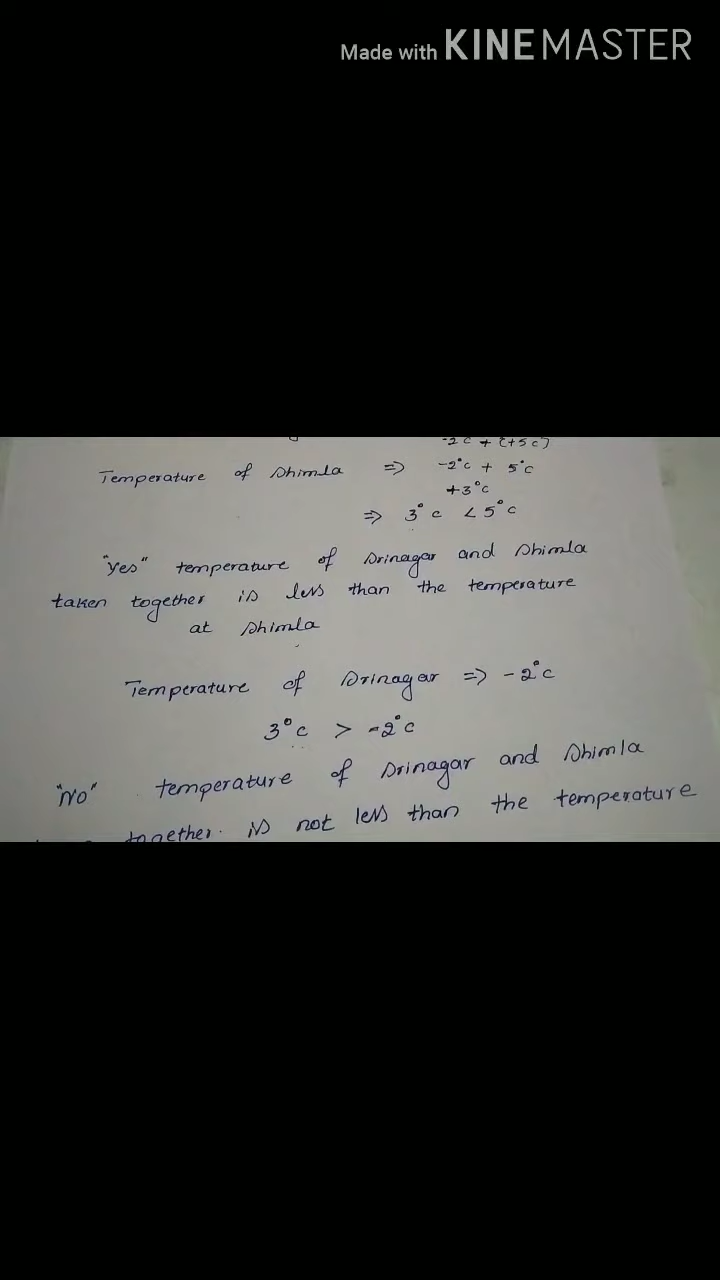 Made with KINEMASTER
-2c + (+5c)
Temperature of Shimla ⇒ -2°c + 5°c
+3°c
⇒ 3°c < 5°c
"yes" temperature of Srinagar and Shimla
taken together is less than the temperature
at Shimla
Temperature of Srinagar ⇒ -2°c
3°c > -2°c
"No" temperature of Srinagar and Shimla
together is not less than the temperature